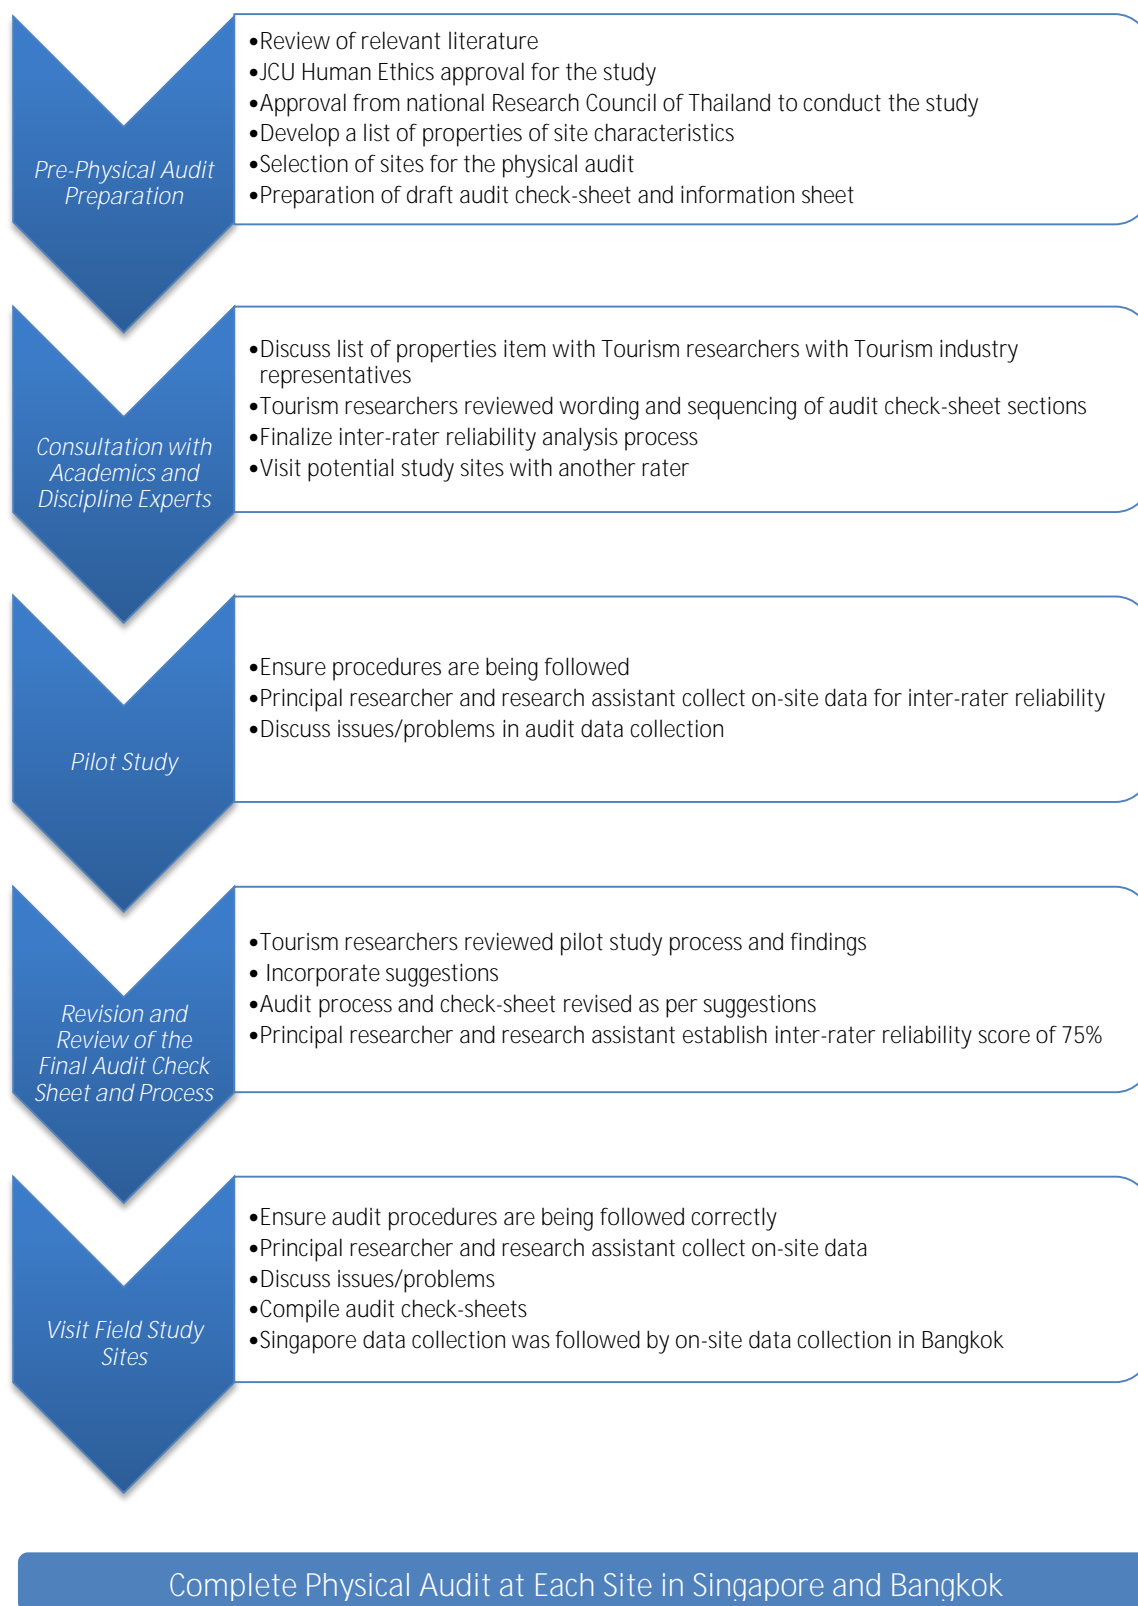 •Review of relevant literature
•JCU Human Ethics approval for the study
•Approval from national Research Council of Thailand to conduct the study
•Develop a list of properties of site characteristics
•Selection of sites for the physical audit
•Preparation of draft audit check-sheet and information sheet
Pre-Physical Audit
Preparation
•Discuss list of properties item with Tourism researchers with Tourism industry
representatives
•Tourism researchers reviewed wording and sequencing of audit check-sheet sections
•Finalize inter-rater reliability analysis process
•Visit potential study sites with another rater
Consultation with
Academics and
Discipline Experts
•Ensure procedures are being followed
•Principal researcher and research assistant collect on-site data for inter-rater reliability
•Discuss issues/problems in audit data collection
Pilot Study
•Tourism researchers reviewed pilot study process and findings
• Incorporate suggestions
•Audit process and check-sheet revised as per suggestions
•Principal researcher and research assistant establish inter-rater reliability score of 75%
Revision and
Review of the
Final Audit Check
Sheet and Process
•Ensure audit procedures are being followed correctly
•Principal researcher and research assistant collect on-site data
•Discuss issues/problems
•Compile audit check-sheets
•Singapore data collection was followed by on-site data collection in Bangkok
Visit Field Study
Sites
Complete Physical Audit at Each Site in Singapore and Bangkok